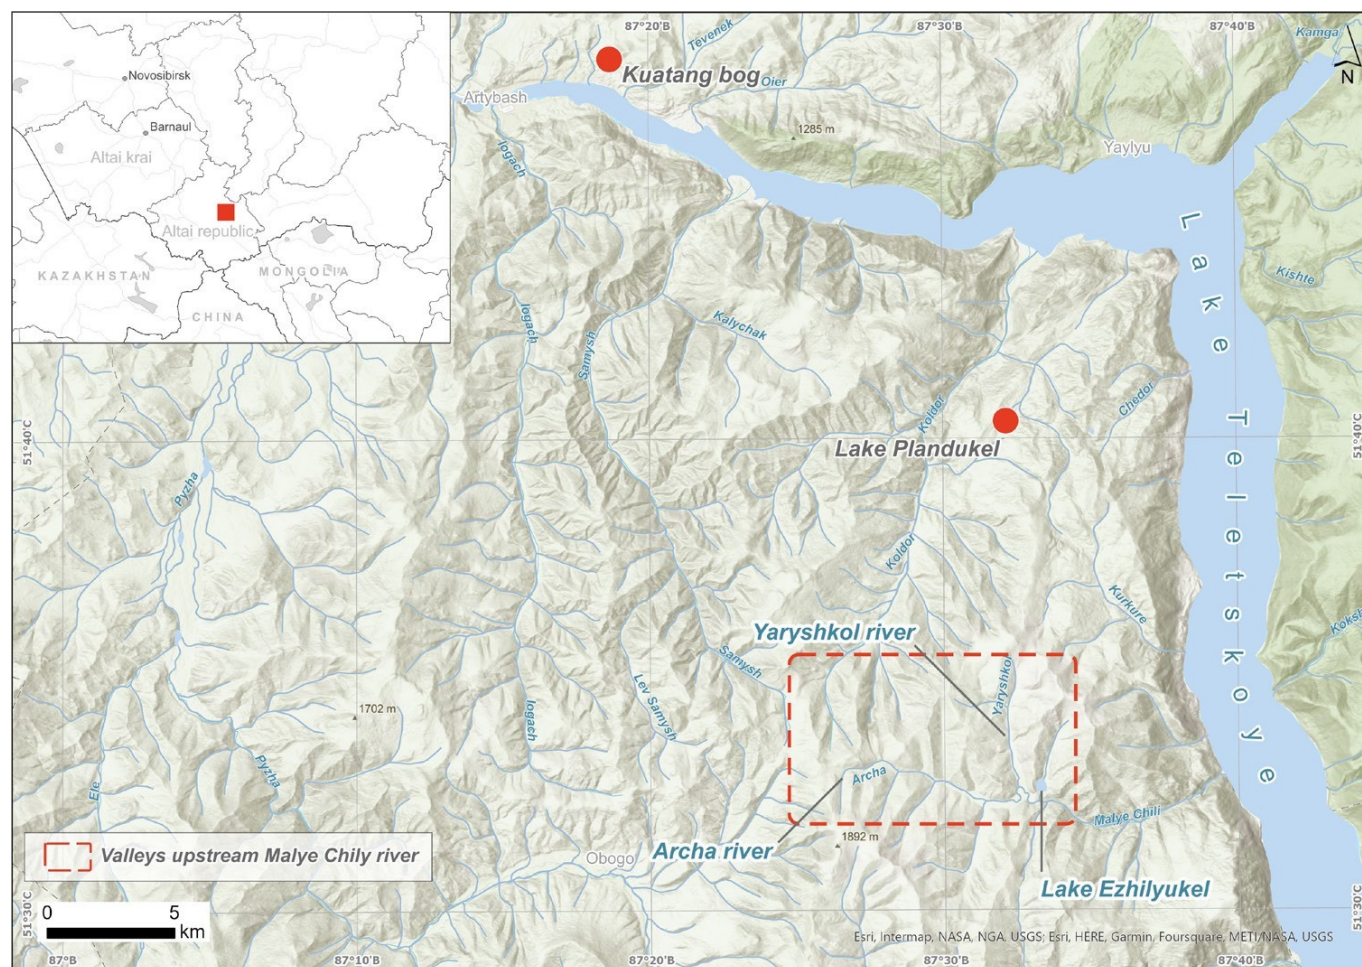 87°20'C
87°30'C
87°40'C
Kamga
N
Tevenek
Kuatang bog
Oier
Artybash
1285 m
Yaylyu
Novosibirsk
Barnaul
Altai krai
Altai republic
KAZAKHSTAN
MONGOLIA
CHINA
Iogach
Lake Teletskoye
Kishte
Iogach
Samysh
Kalychak
Koldor
Chedor
51°40'C
Lake Plandukel
51°40'C
Pyzha
Koldor
Kurkure
Yaryshkol river
Samysh
Yaryshkol
Lev Samysh
1702 m
Iogach
Pyzha
Ele
Archa
Malye Chili
1892 m
Archa river
Obogo
Lake Ezhilyukel
Valleys upstream Malye Chily river
51°30'C
51°30'C
0 5
km
Esri, Intermap, NASA, NGA, USGS; Esri, HERE, Garmin, Foursquare, METI/NASA, USGS
87°C
87°10'C
87°20'C
87°30'C
87°40'C